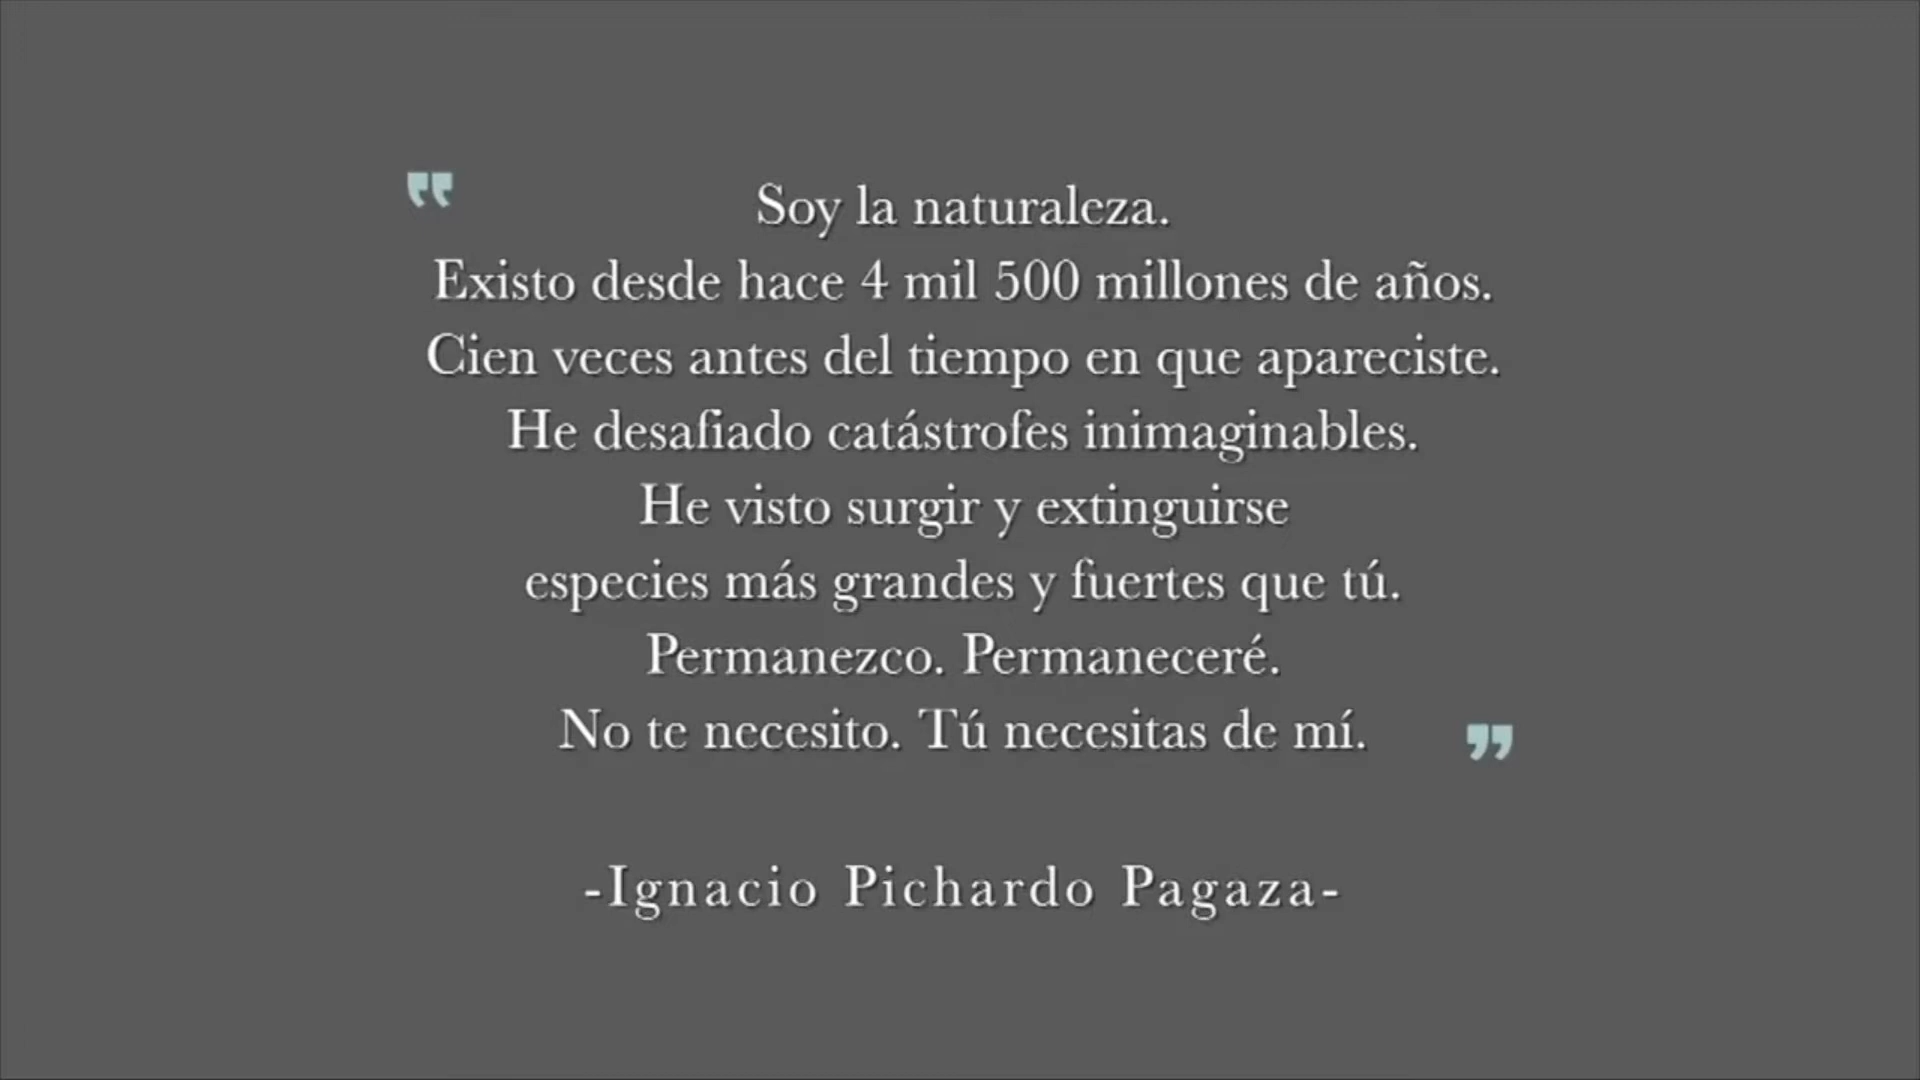 "Soy la naturaleza.
Existo desde hace 4 mil 500 millones de años.
Cien veces antes del tiempo en que apareciste.
He desafiado catástrofes inimaginables.
He visto surgir y extinguirse
especies más grandes y fuertes que tú.
Permanezco. Permaneceré.
No te necesito. Tú necesitas de mí."
-Ignacio Pichardo Pagaza-